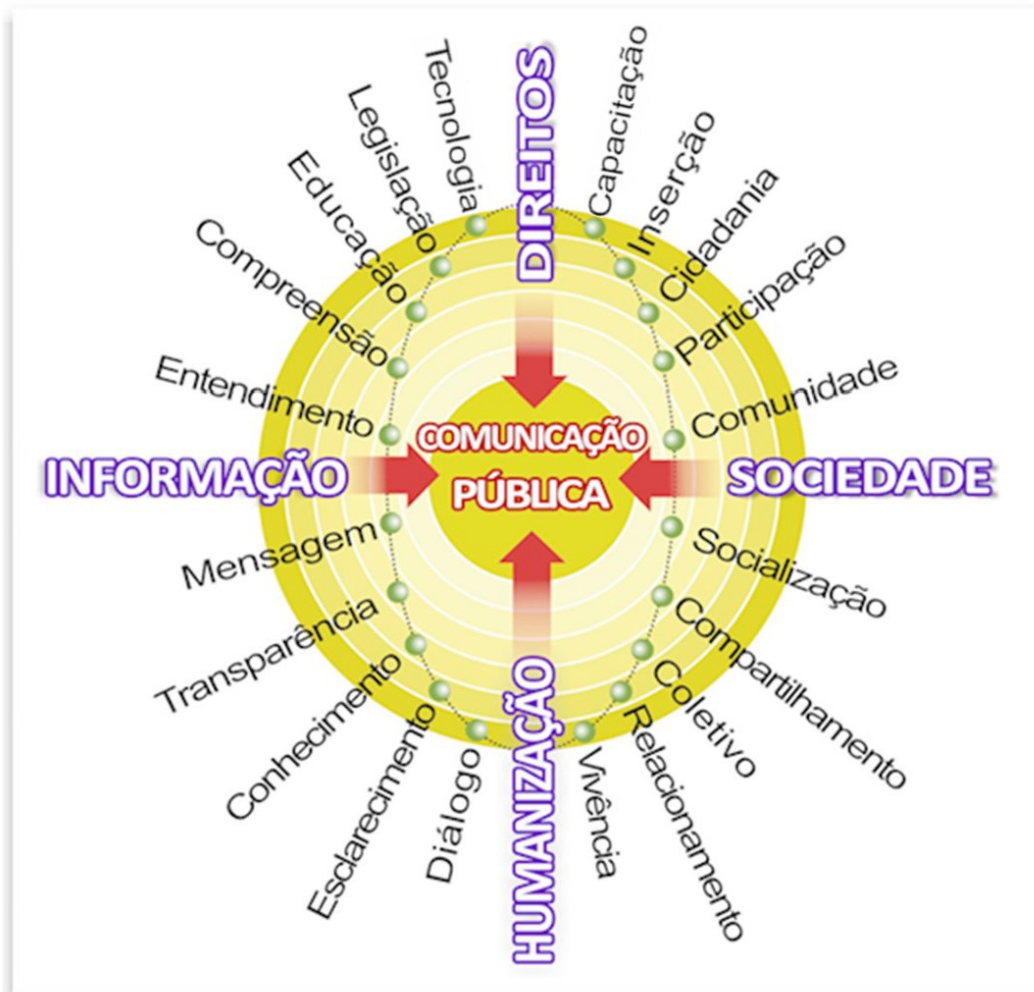 DIREITOS
Capacitação
Inserção
Cidadania
Participação
Comunidade
SOCIEDADE
Socialização
Compartilhamento
Coletivo
Relacionamento
Vivência
HUMANIZAÇÃO
Diálogo
Esclarecimento
Conhecimento
Transparência
Mensagem
INFORMAÇÃO
Entendimento
Compreensão
Educação
Legislação
Tecnologia
COMUNICAÇÃO
PÚBLICA